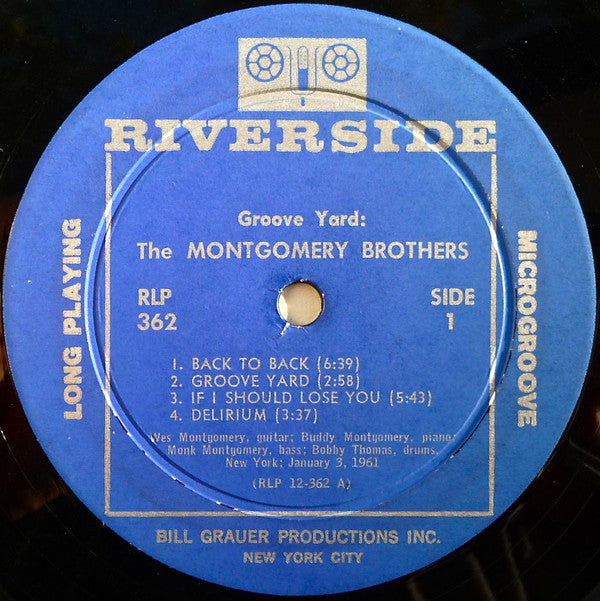 RIVERSIDE
Groove Yard:
The MONTGOMERY BROTHERS
RLP
362
SIDE
1
LONG PLAYING
MICROGROOVE
1. BACK TO BACK (6:39)
2. GROOVE YARD (2:58)
3. IF I SHOULD LOSE YOU (5:43)
4. DELIRIUM (3:37)
Wes Montgomery, guitar; Buddy Montgomery, piano;
Monk Montgomery, bass; Bobby Thomas, drums.
New York; January 3, 1961
(RLP 12-362 A)
BILL GRAUER PRODUCTIONS INC.
NEW YORK CITY